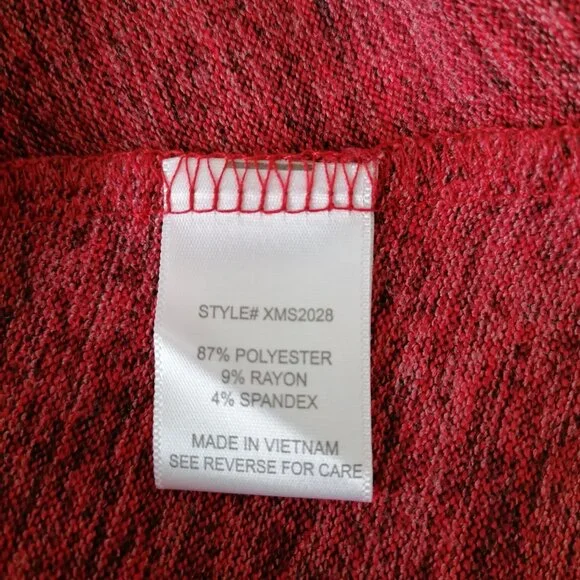 STYLE# XMS2028
87% POLYESTER
9% RAYON
4% SPANDEX
MADE IN VIETNAM
SEE REVERSE FOR CARE